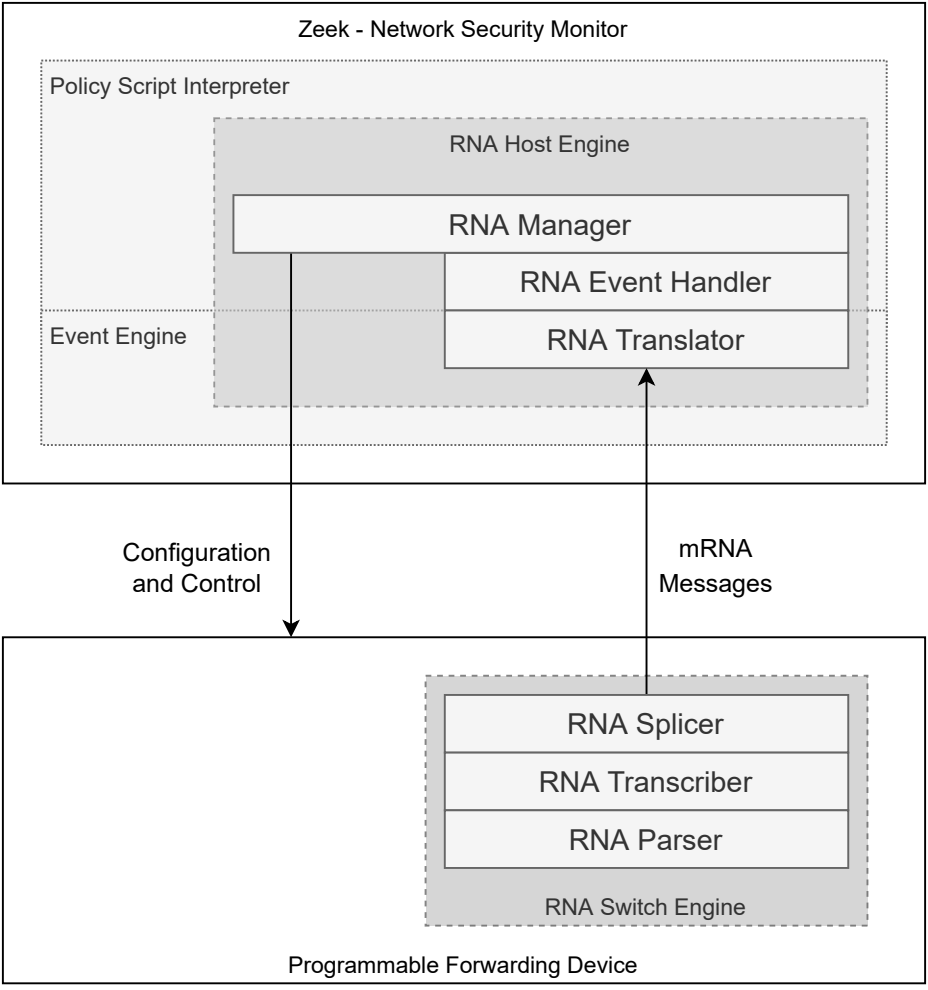 Zeek - Network Security Monitor
Policy Script Interpreter
RNA Host Engine
RNA Manager
RNA Event Handler
Event Engine
RNA Translator
Configuration
and Control
mRNA
Messages
RNA Splicer
RNA Transcriber
RNA Parser
RNA Switch Engine
Programmable Forwarding Device